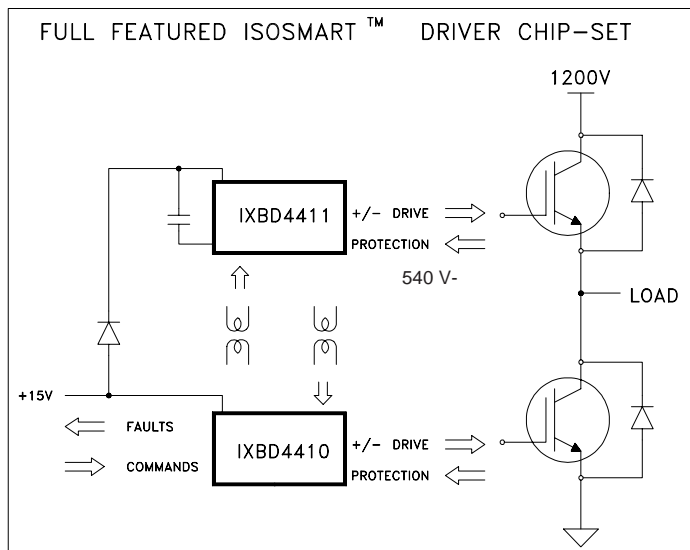 FULL FEATURED ISOSMART ™ DRIVER CHIP-SET
1200V
IXBD4411
+/- DRIVE
PROTECTION
540 V-
LOAD
+15V
FAULTS
COMMANDS
IXBD4410
+/- DRIVE
PROTECTION